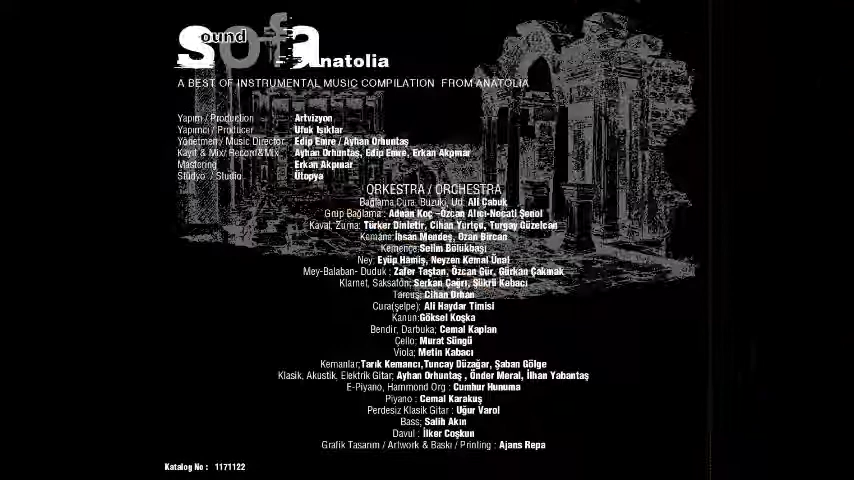 sound
sofa
anatolia
A BEST OF INSTRUMENTAL MUSIC COMPILATION FROM ANATOLIA
Yapım / Production : Artvizyon
Yapımcı / Producer : Ufuk Işıklar
Yönetmen / Music Director : Edip Emre / Ayhan Orhuntaş
Kayıt & Mix/ Record&Mix : Ayhan Orhuntaş, Edip Emre, Erkan Akpınar
Mastering : Erkan Akpınar
Stüdyo / Studio : Ütopya
ORKESTRA / ORCHESTRA
Bağlama,Cura, Buzuki, Ud: Ali Çabuk
Grup Bağlama : Adnan Koç –Özcan Alıcı-Necati Şenol
Kaval, Zurna: Türker Dinletir, Cihan Yurtçu, Turgay Güzelcan
Kemane;İhsan Mendeş, Ozan Bircan
Kemençe;Selim Bölükbaşı
Ney; Eyüp Hamiş, Neyzen Kemal Ünal
Mey-Balaban- Duduk : Zafer Taştan, Özcan Gür, Gürkan Çakmak
Klarnet, Saksafon; Serkan Çağrı, Şükrü Kabacı
Tarcuş; Cihan Orhan
Cura(şelpe); Ali Haydar Timisi
Kanun:Göksel Koşka
Bendir, Darbuka; Cemal Kaplan
Çello; Murat Süngü
Viola; Metin Kabacı
Kemanlar;Tarık Kemancı,Tuncay Düzağar, Şaban Gölge
Klasik, Akustik, Elektrik Gitar; Ayhan Orhuntaş , Önder Meral, İlhan Yabantaş
E-Piyano, Hammond Org : Cumhur Hunuma
Piyano : Cemal Karakuş
Perdesiz Klasik Gitar : Uğur Varol
Bass; Salih Akın
Davul : İlker Coşkun
Grafik Tasarım / Artwork & Baskı / Printing : Ajans Repa
Katalog No : 1171122